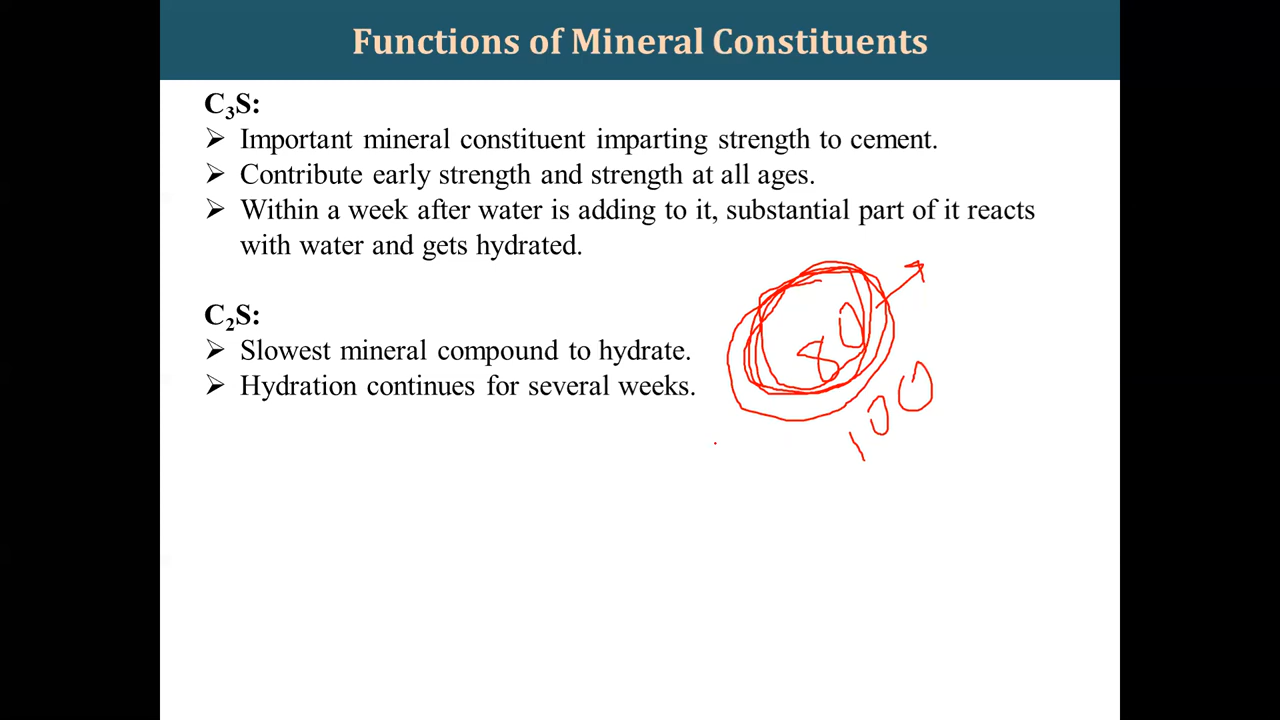 Functions of Mineral Constituents
C₃S:
➢ Important mineral constituent imparting strength to cement.
➢ Contribute early strength and strength at all ages.
➢ Within a week after water is adding to it, substantial part of it reacts
with water and gets hydrated.
C₂S:
➢ Slowest mineral compound to hydrate.
➢ Hydration continues for several weeks.
80
100